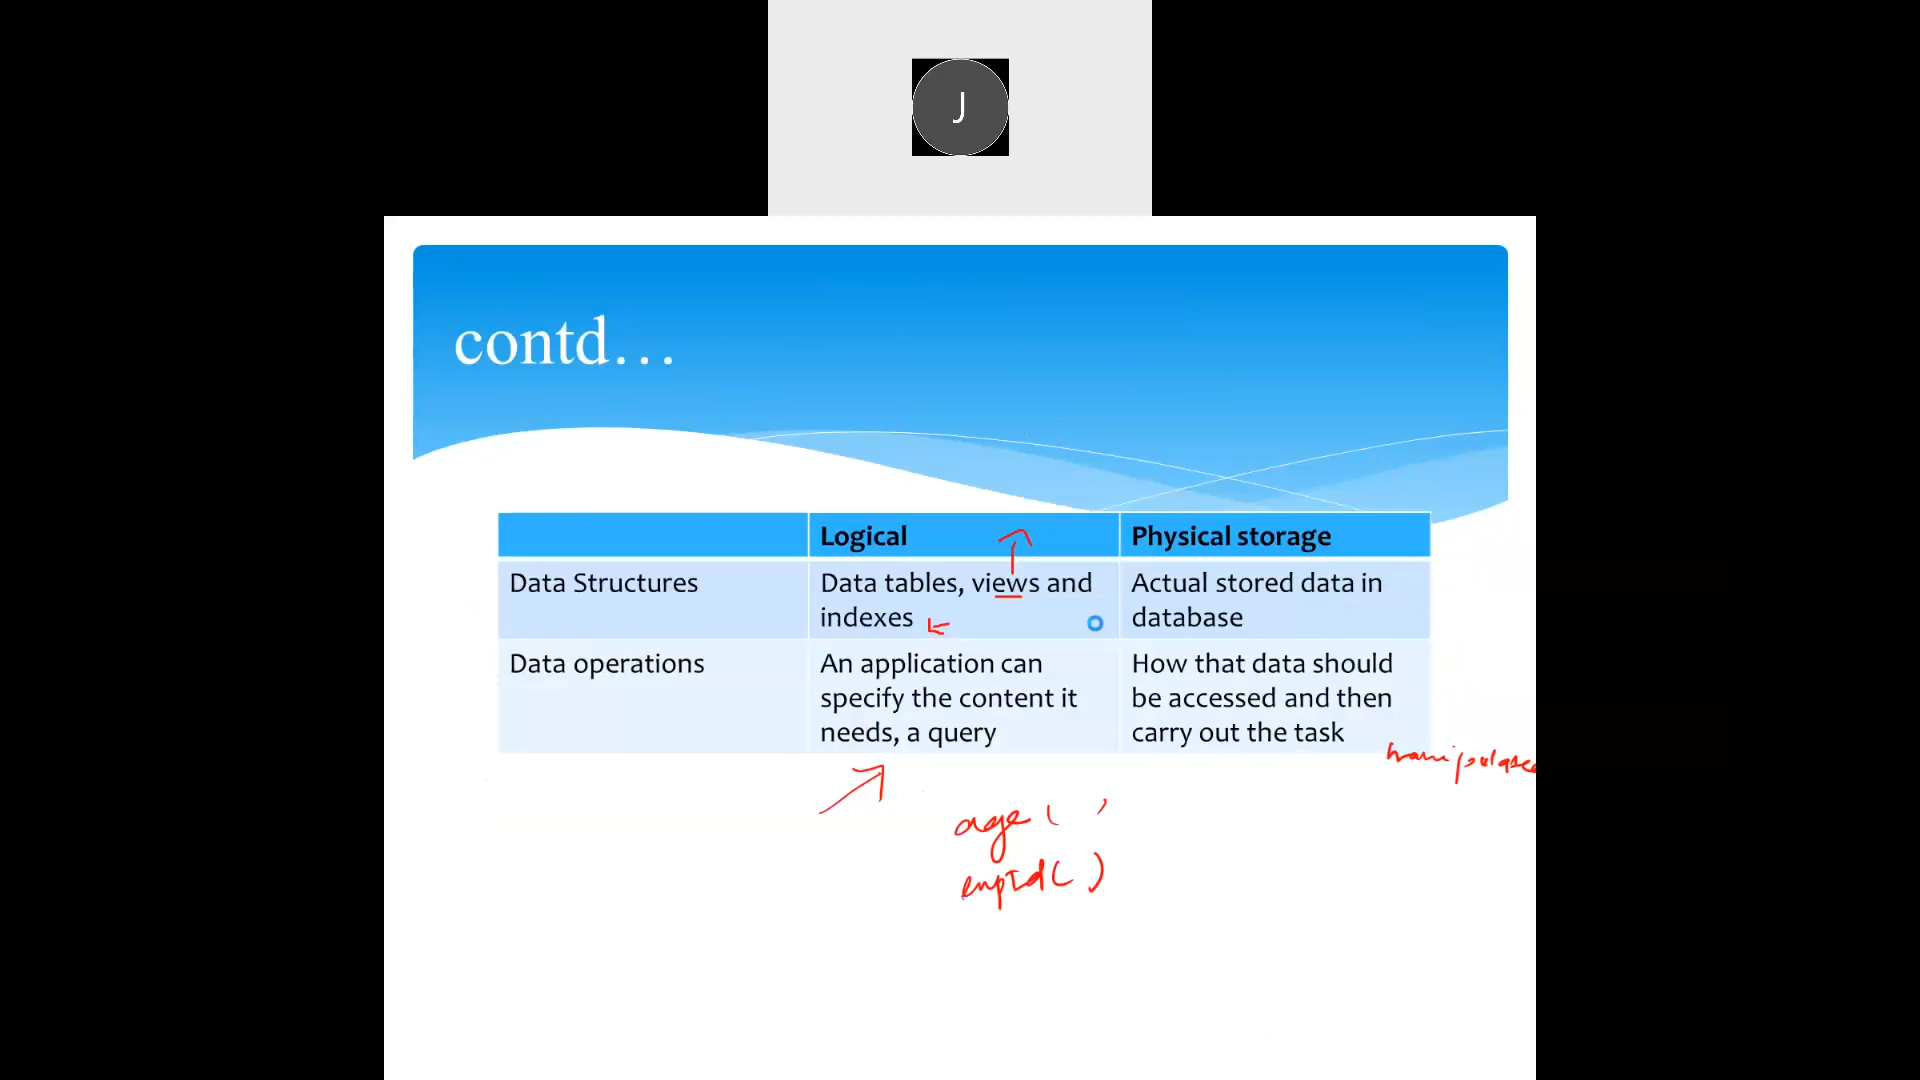 J
contd...
Logical Physical storage
Data Structures Data tables, views and Actual stored data in
indexes database
Data operations An application can How that data should
specify the content it be accessed and then
needs, a query carry out the task
age ( )
empId( )